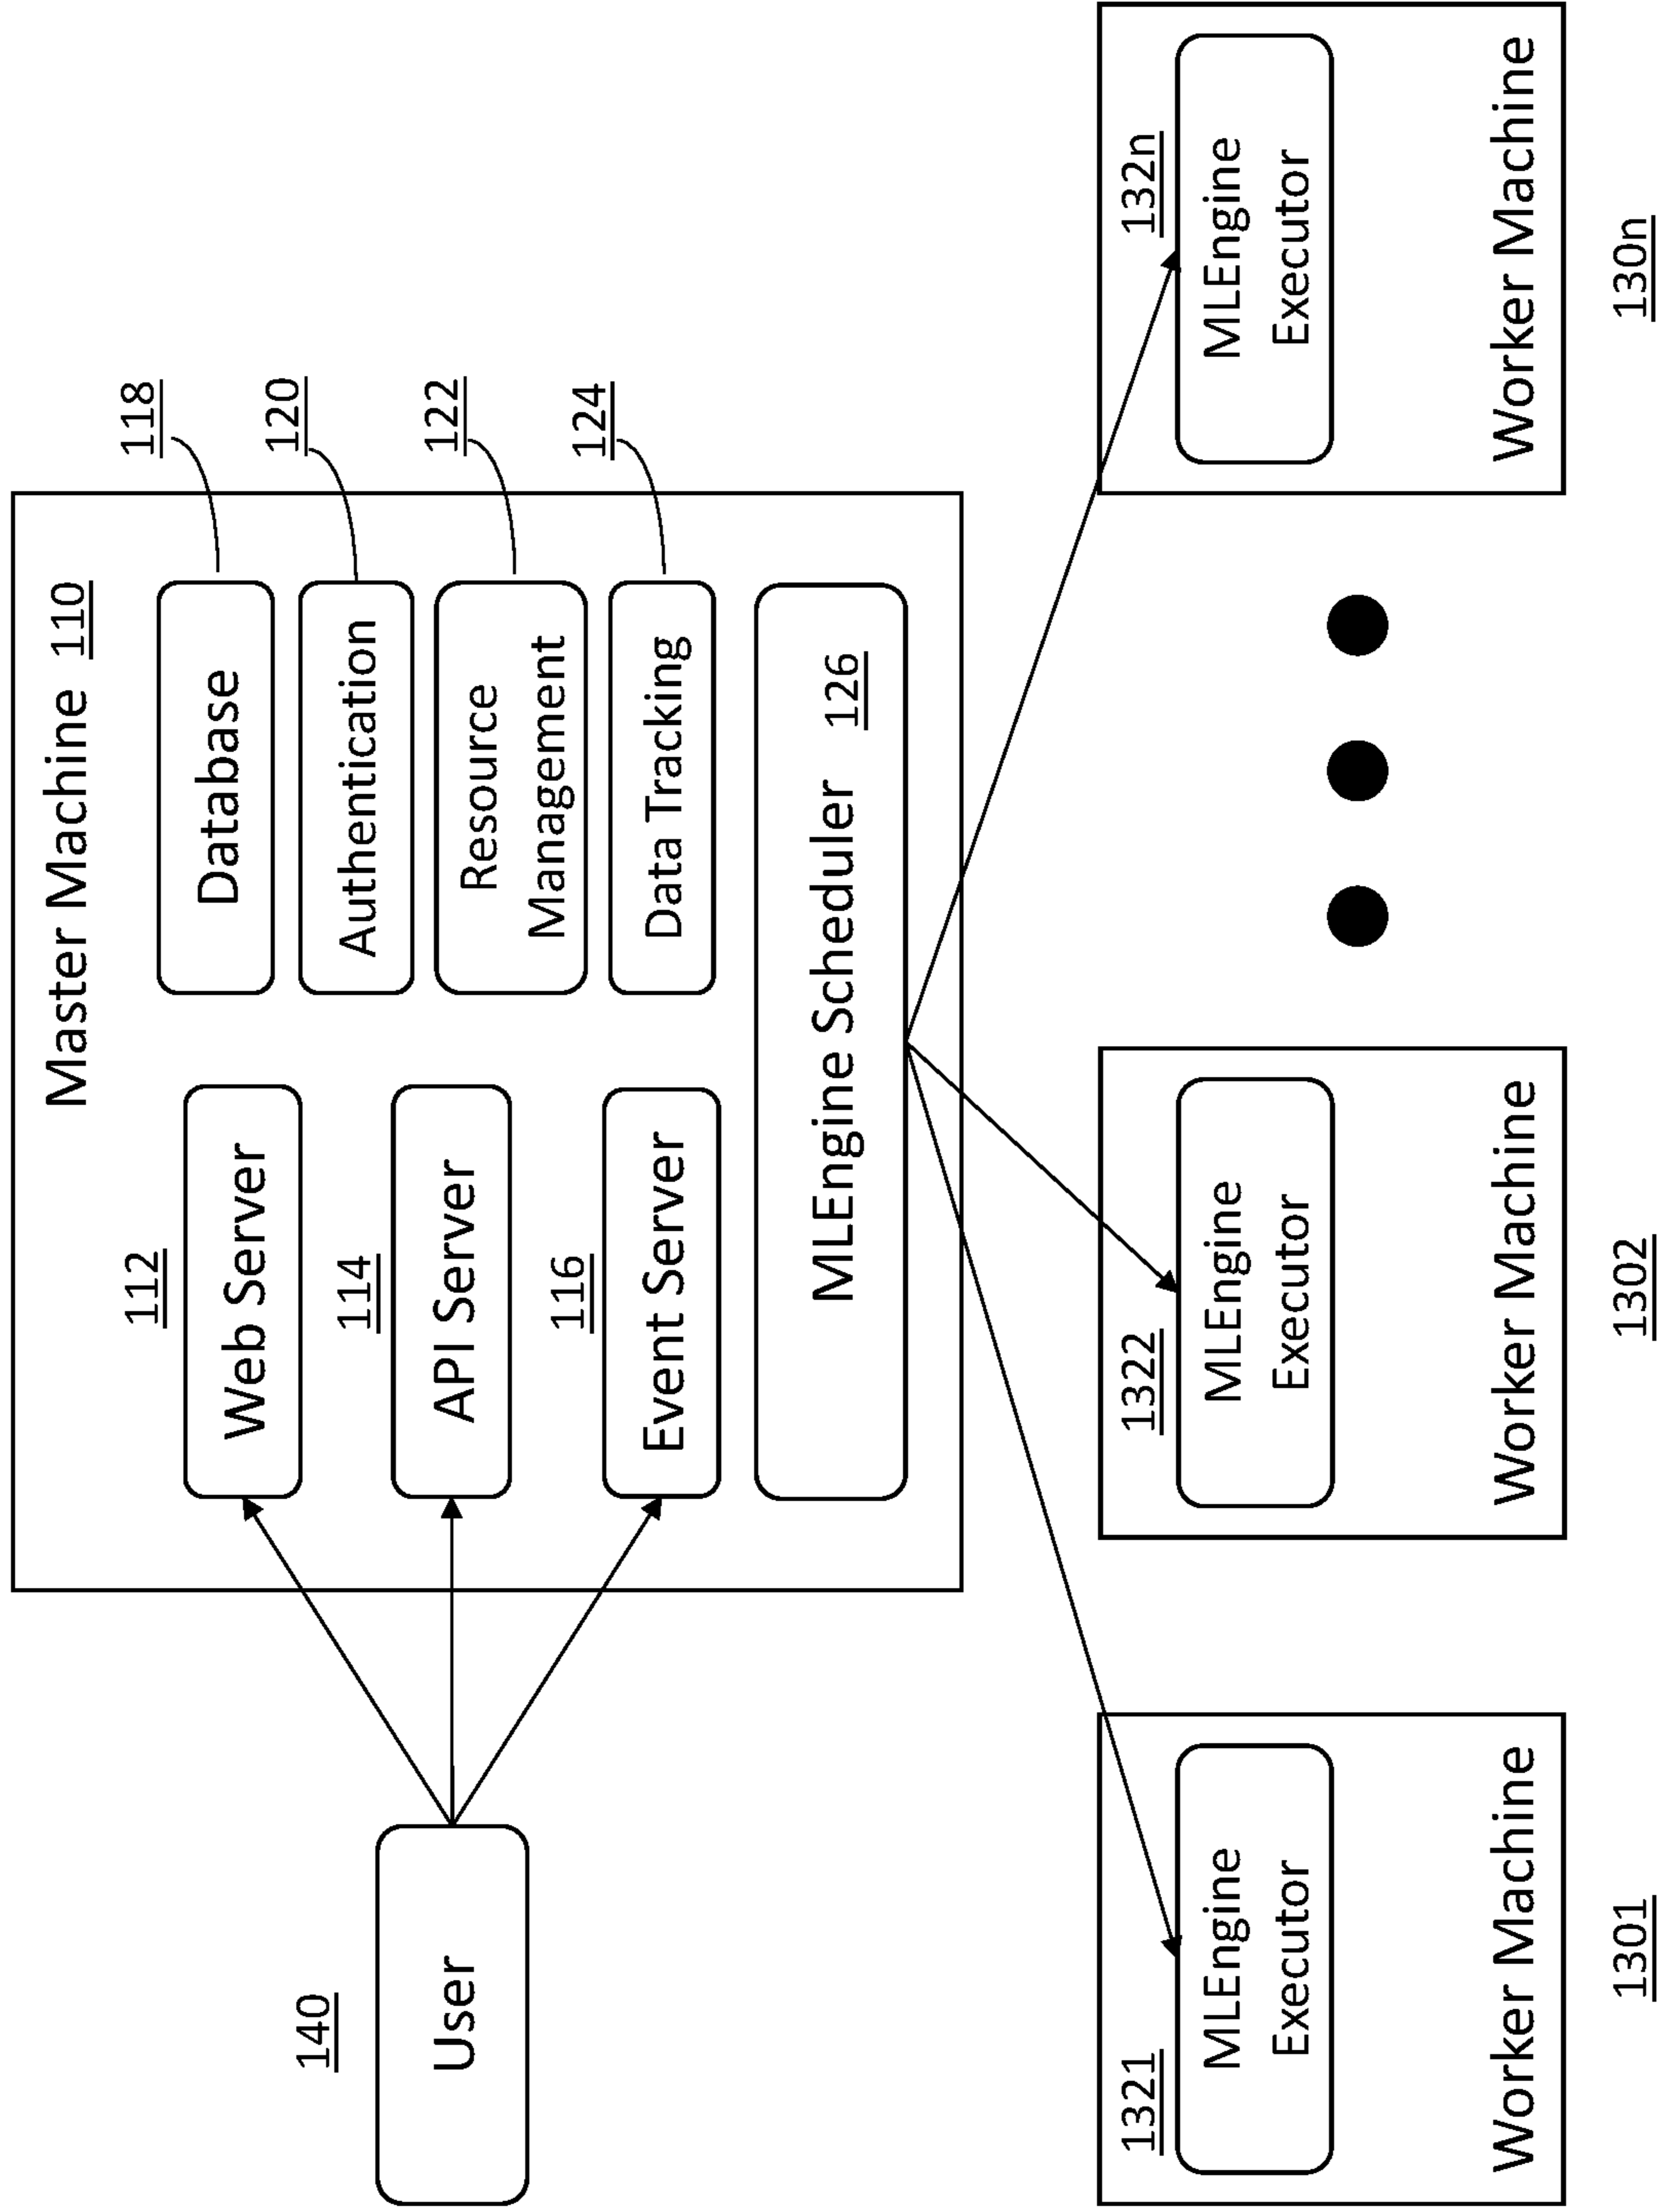 Master Machine 110
140
User
112
Web Server
114
API Server
116
Event Server
118
Database
120
Authentication
122
Resource
Management
124
Data Tracking
MLEngine Scheduler 126
1321
MLEngine
Executor
Worker Machine
1301
1322
MLEngine
Executor
Worker Machine
1302
132n
MLEngine
Executor
Worker Machine
130n